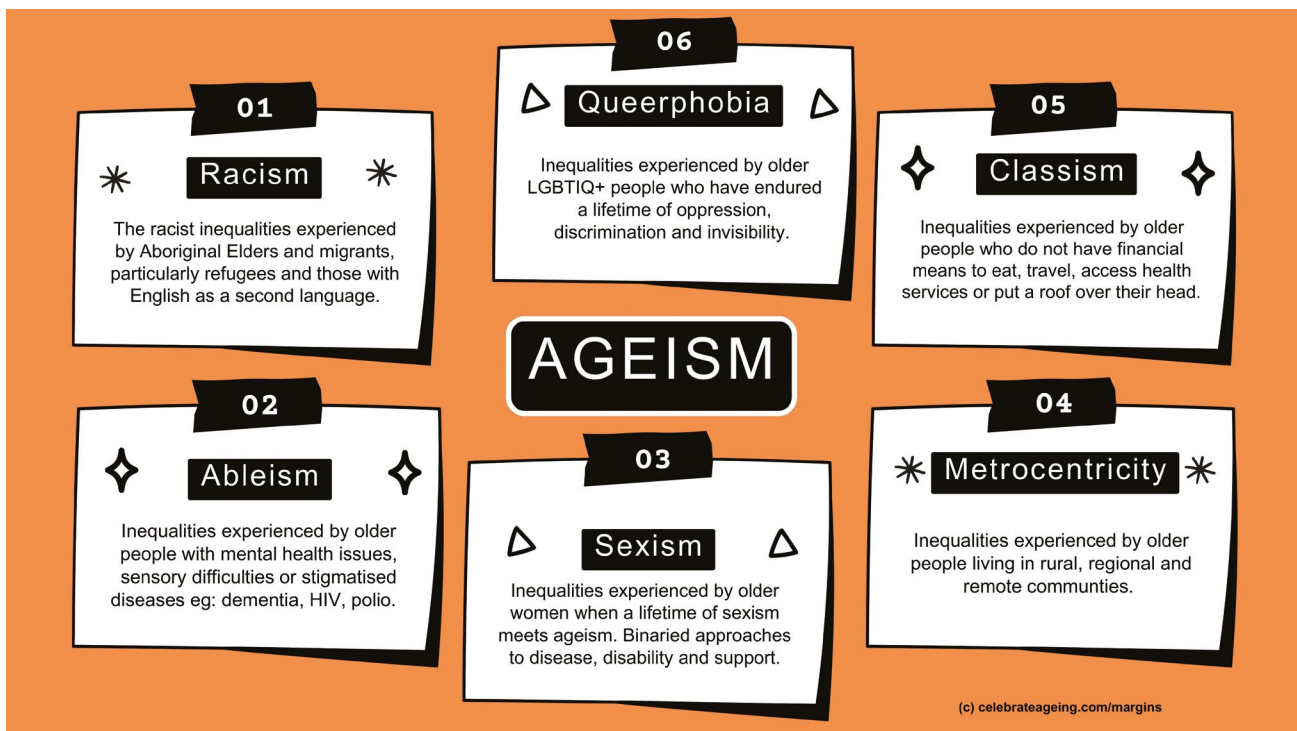 01
Racism
The racist inequalities experienced
by Aboriginal Elders and migrants,
particularly refugees and those with
English as a second language.
02
Ableism
Inequalities experienced by older
people with mental health issues,
sensory difficulties or stigmatised
diseases eg: dementia, HIV, polio.
06
Queerphobia
Inequalities experienced by older
LGBTIQ+ people who have endured
a lifetime of oppression,
discrimination and invisibility.
AGEISM
03
Sexism
Inequalities experienced by older
women when a lifetime of sexism
meets ageism. Binaried approaches
to disease, disability and support.
05
Classism
Inequalities experienced by older
people who do not have financial
means to eat, travel, access health
services or put a roof over their head.
04
Metrocentricity
Inequalities experienced by older
people living in rural, regional and
remote communties.
(c) celebrateageing.com/margins